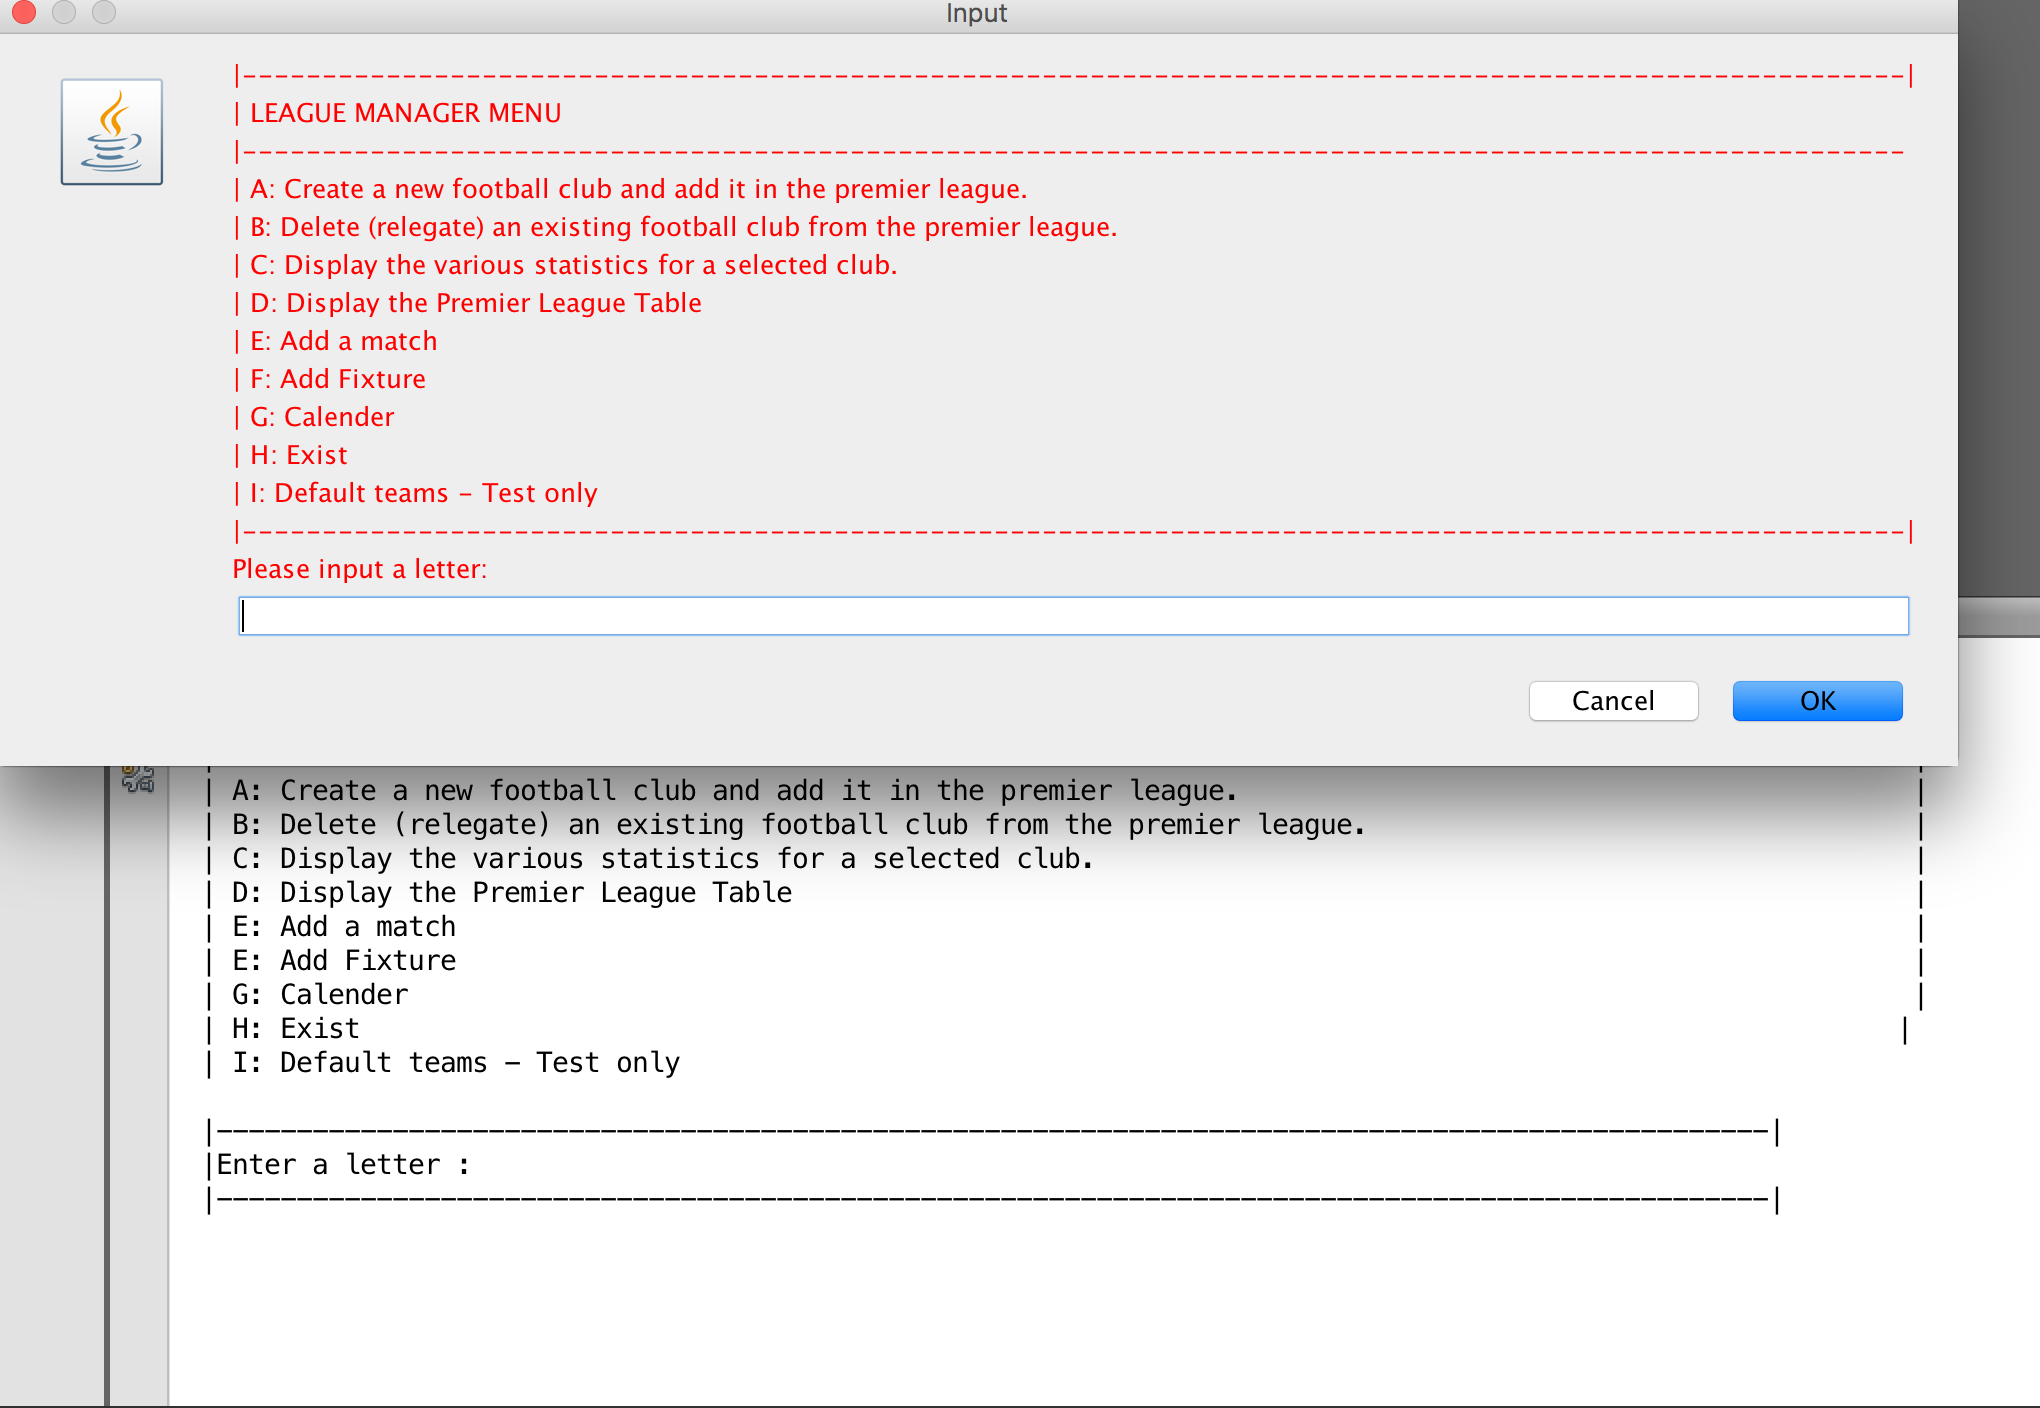 Input
|--------------------------------------------------------------------------------------------------------|
| LEAGUE MANAGER MENU
|--------------------------------------------------------------------------------------------------------
| A: Create a new football club and add it in the premier league.
| B: Delete (relegate) an existing football club from the premier league.
| C: Display the various statistics for a selected club.
| D: Display the Premier League Table
| E: Add a match
| F: Add Fixture
| G: Calender
| H: Exist
| I: Default teams - Test only
|--------------------------------------------------------------------------------------------------------|
Please input a letter:
Cancel OK
| A: Create a new football club and add it in the premier league. |
| B: Delete (relegate) an existing football club from the premier league. |
| C: Display the various statistics for a selected club. |
| D: Display the Premier League Table |
| E: Add a match |
| E: Add Fixture |
| G: Calender |
| H: Exist |
| I: Default teams - Test only
|-------------------------------------------------------------------------------------------------|
|Enter a letter :
|-------------------------------------------------------------------------------------------------|